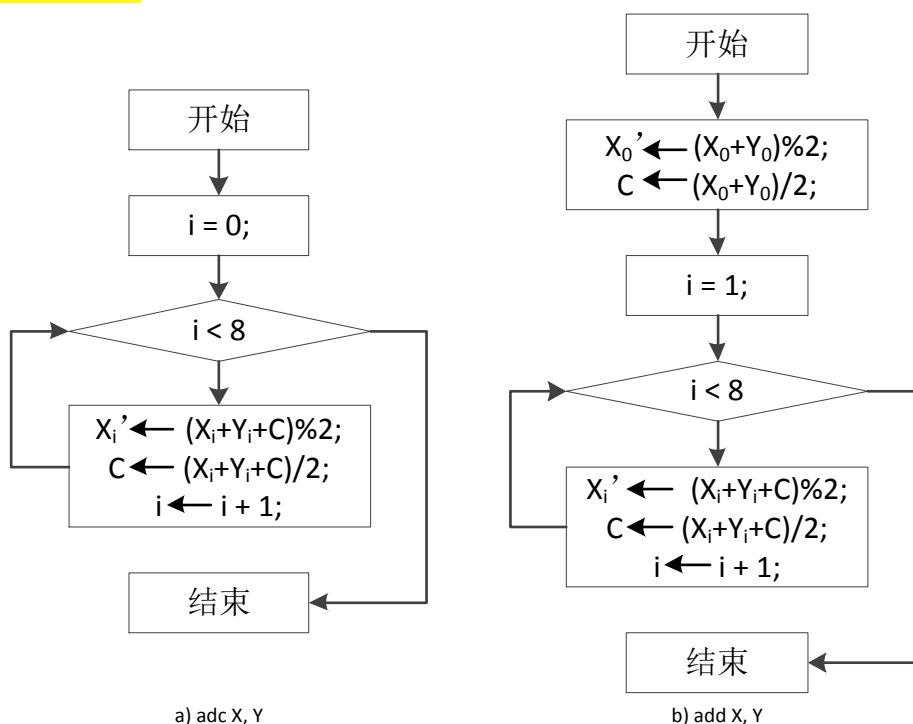 开始
i = 0;
i < 8
Xi’ ← (Xi+Yi+C)%2;
C ← (Xi+Yi+C)/2;
i ← i + 1;
结束
a) adc X, Y
开始
X0’ ← (X0+Y0)%2;
C ← (X0+Y0)/2;
i = 1;
i < 8
Xi’ ← (Xi+Yi+C)%2;
C ← (Xi+Yi+C)/2;
i ← i + 1;
结束
b) add X, Y